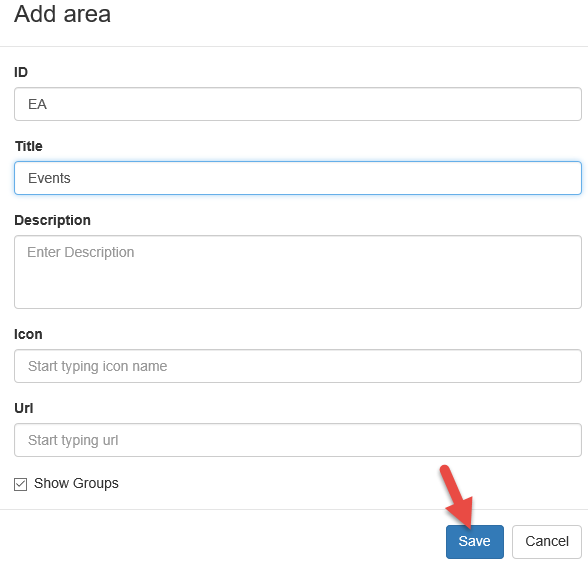 Add area
ID
EA
Title
Events
Description
Enter Description
Icon
Start typing icon name
Url
Start typing url
Show Groups
Save Cancel